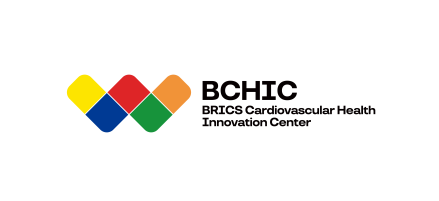 BCHIC
BRICS Cardiovascular Health
Innovation Center